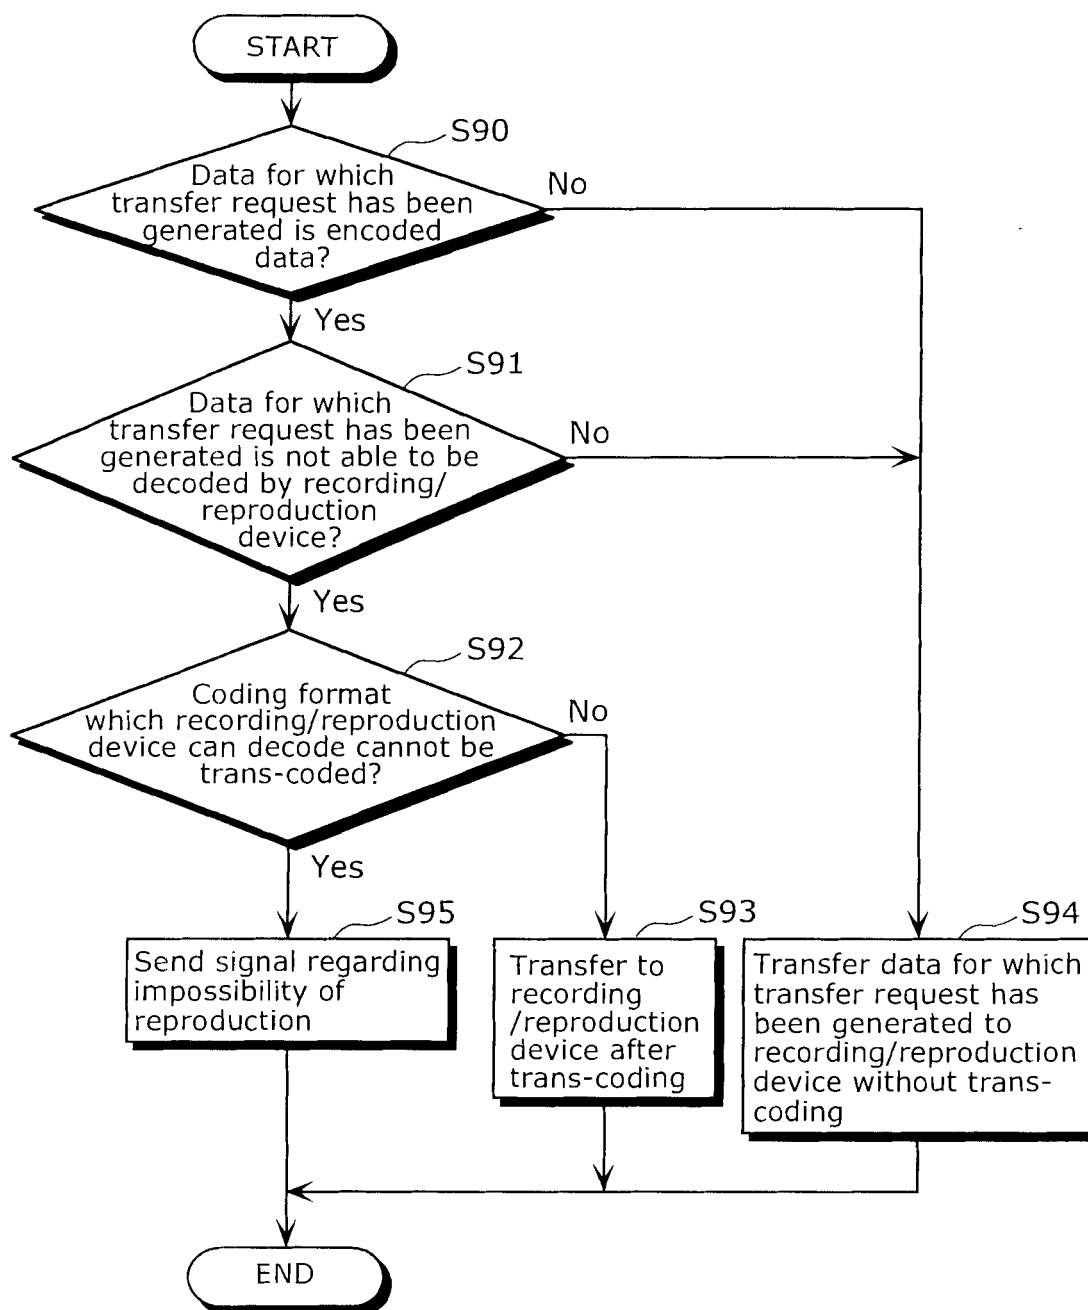 START
S90
Data for which
transfer request has been
generated is encoded
data?
No
Yes
S91
Data for which
transfer request has been
generated is not able to be
decoded by recording/
reproduction
device?
No
Yes
S92
Coding format
which recording/reproduction
device can decode cannot be
trans-coded?
No
Yes
S95
Send signal regarding
impossibility of
reproduction
S93
Transfer to
recording
/reproduction
device after
trans-coding
S94
Transfer data for which
transfer request has
been generated to
recording/reproduction
device without trans-
coding
END